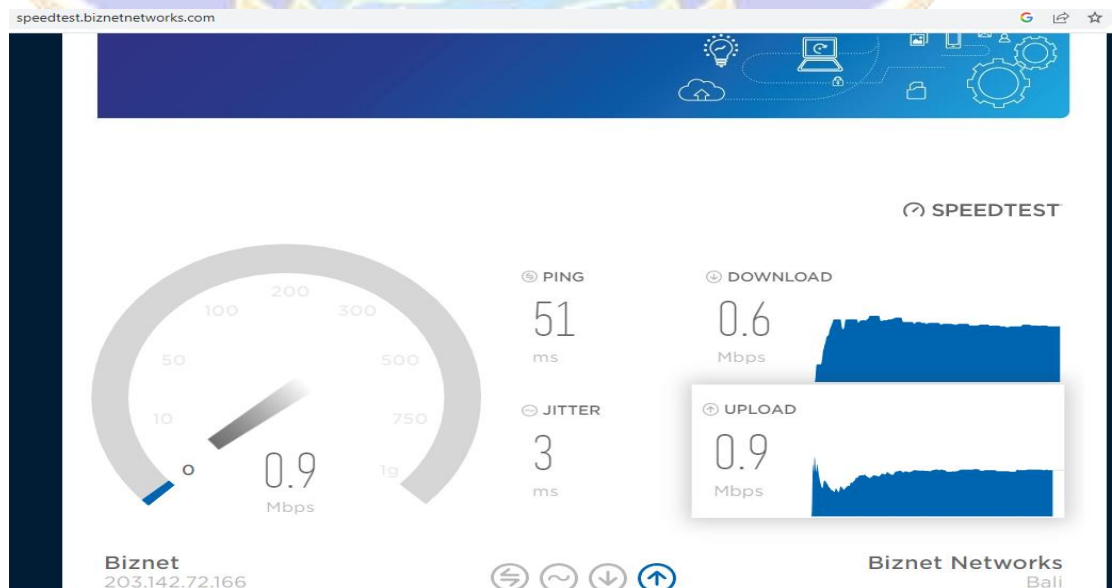 speedtest.biznetnetworks.com
SPEEDTEST
PING
51
ms
DOWNLOAD
0.6
Mbps
JITTER
3
ms
UPLOAD
0.9
Mbps
0
10
50
100
200
300
500
750
1g
0.9
Mbps
Biznet
203.142.72.166
Biznet Networks
Bali